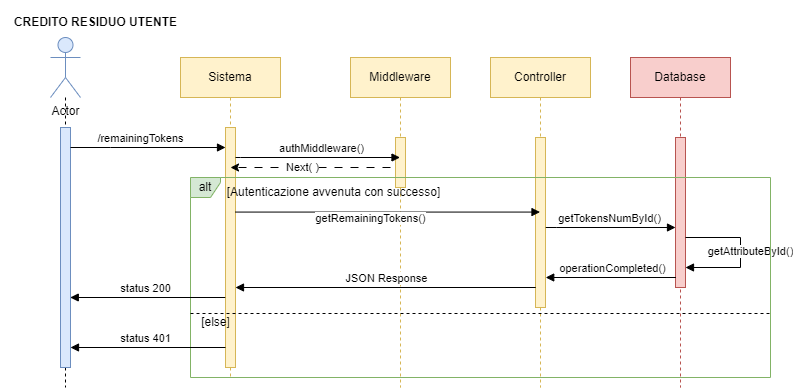 CREDITO RESIDUO UTENTE
Sistema
Middleware
Controller
Database
Actor
/remainingTokens
authMiddleware()
Next( )
alt
[Autenticazione avvenuta con successo]
getRemainingTokens()
getTokensNumById()
getAttributeById()
operationCompleted()
JSON Response
status 200
[else]
status 401